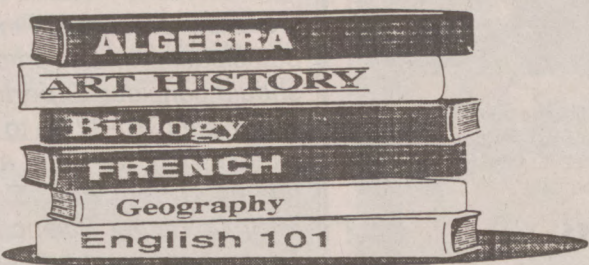 ALGEBRA
ART HISTORY
Biology
FRENCH
Geography
English 101